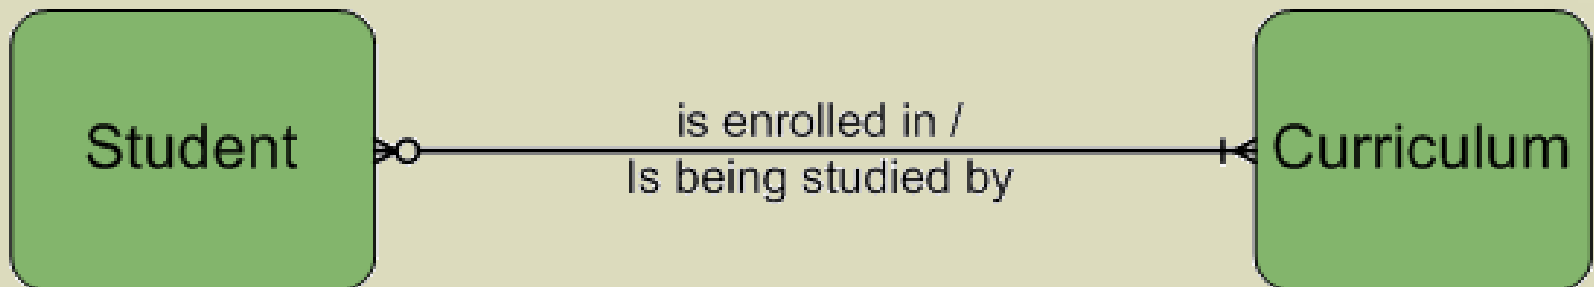 Student
is enrolled in /
Is being studied by
Curriculum